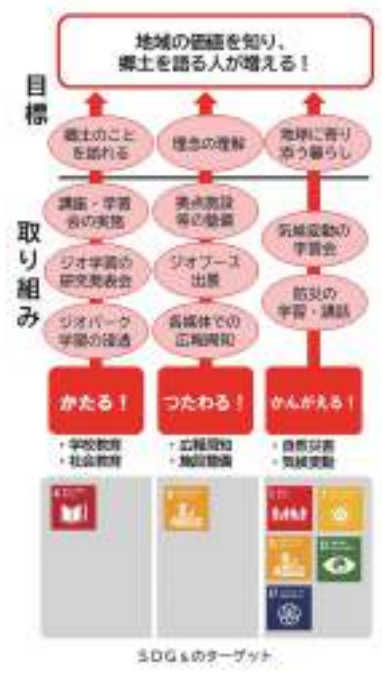 地域の価値を知り、
郷土を語る人が増える！
目標
郷土のこと
を語れる
理念の理解
地球に寄り
添う暮らし
取り組み
講座・学習
会の実施
拠点施設
等の整備
気候変動の
学習会
ジオ学習の
研究発表会
ジオブース
出展
防災の
学習・講話
ジオパーク
学習の浸透
各媒体での
広報周知
かたる！
つたわる！
かんがえる！
・学校教育
・社会教育
・広報周知
・施設整備
・自然災害
・気候変動
SDGsのターゲット